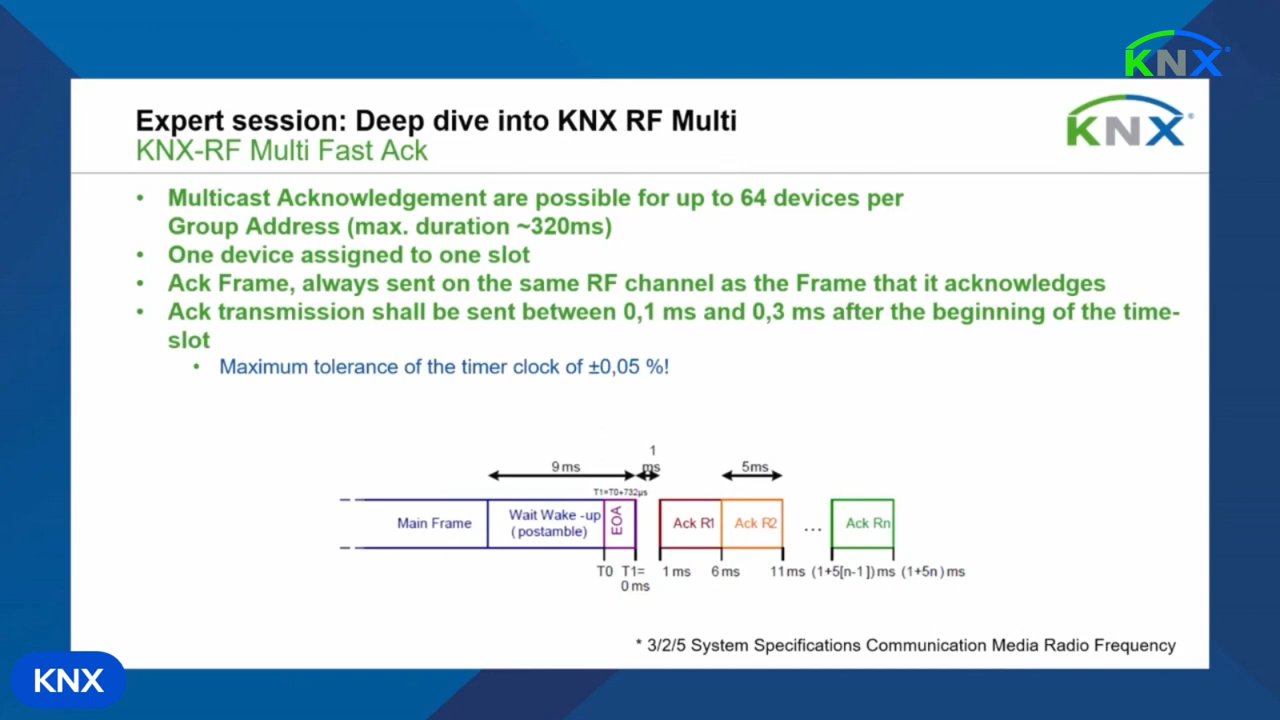 KNX
Expert session: Deep dive into KNX RF Multi
KNX-RF Multi Fast Ack
KNX
• Multicast Acknowledgement are possible for up to 64 devices per
Group Address (max. duration ~320ms)
• One device assigned to one slot
• Ack Frame, always sent on the same RF channel as the Frame that it acknowledges
• Ack transmission shall be sent between 0,1 ms and 0,3 ms after the beginning of the time-
slot
• Maximum tolerance of the timer clock of ±0,05 %!
1
9 ms
ms
5ms
T1=T0+732µs
Main Frame
Wait Wake -up
(postamble)
EOA
Ack R1
Ack R2
...
Ack Rn
T0 T1= 1 ms 6 ms 11 ms (1+5[n-1]) ms (1+5n) ms
0 ms
* 3/2/5 System Specifications Communication Media Radio Frequency
KNX